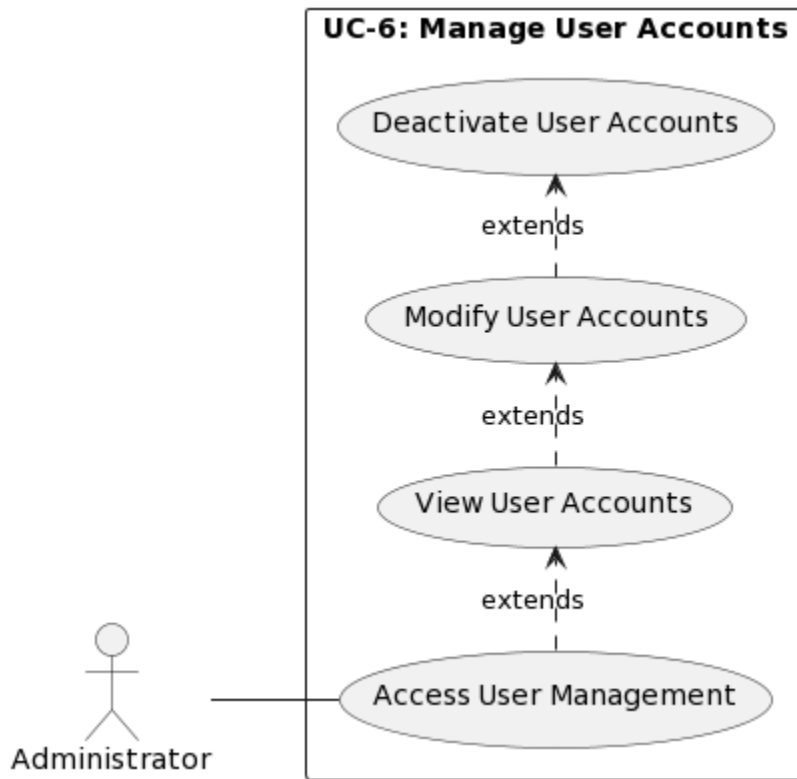 UC-6: Manage User Accounts
Deactivate User Accounts
extends
Modify User Accounts
extends
View User Accounts
extends
Access User Management
Administrator